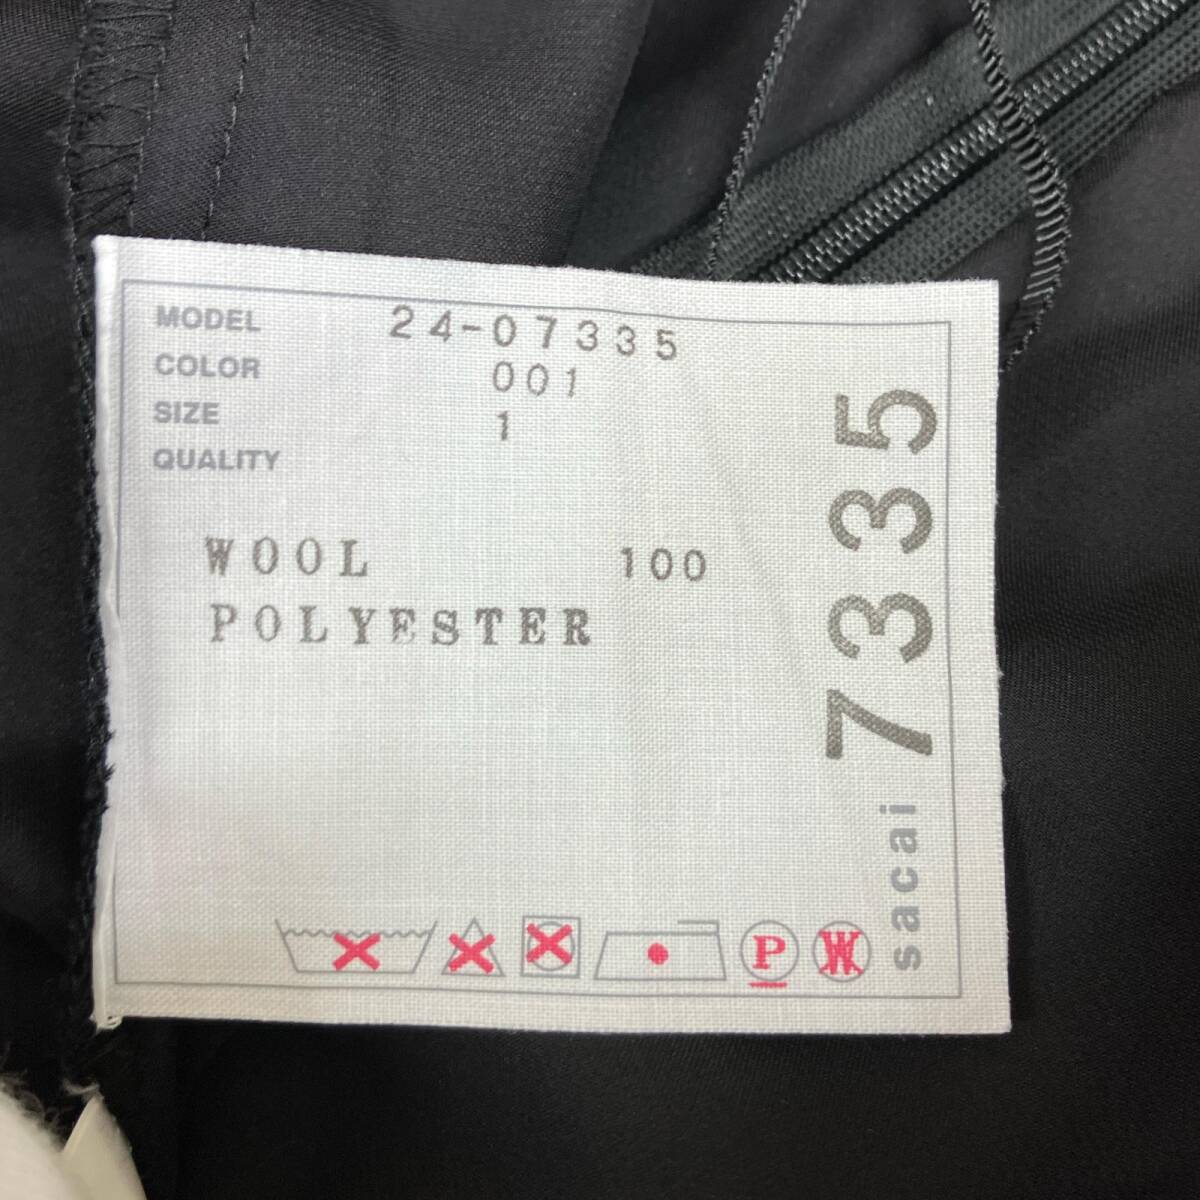 MODEL 24-07335
COLOR 001
SIZE 1
QUALITY
WOOL 100
POLYESTER
sacai 7335
P W